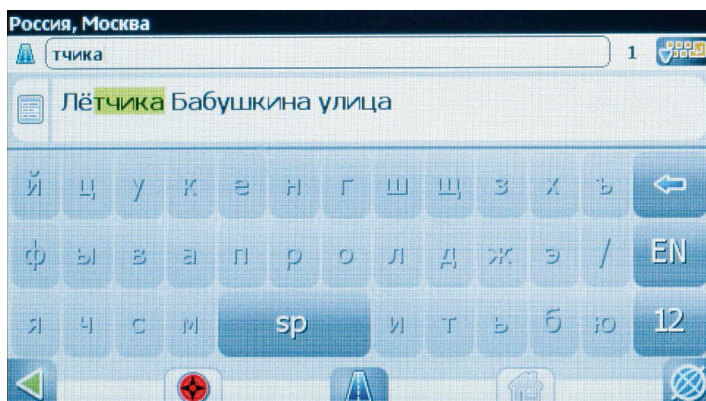 Россия, Москва
тчика 1
Лётчика Бабушкина улица
й ц у к е н г ш щ з х ъ
ф ы в а п р о л д ж э / EN
я ч с м sp и т ь б ю 12